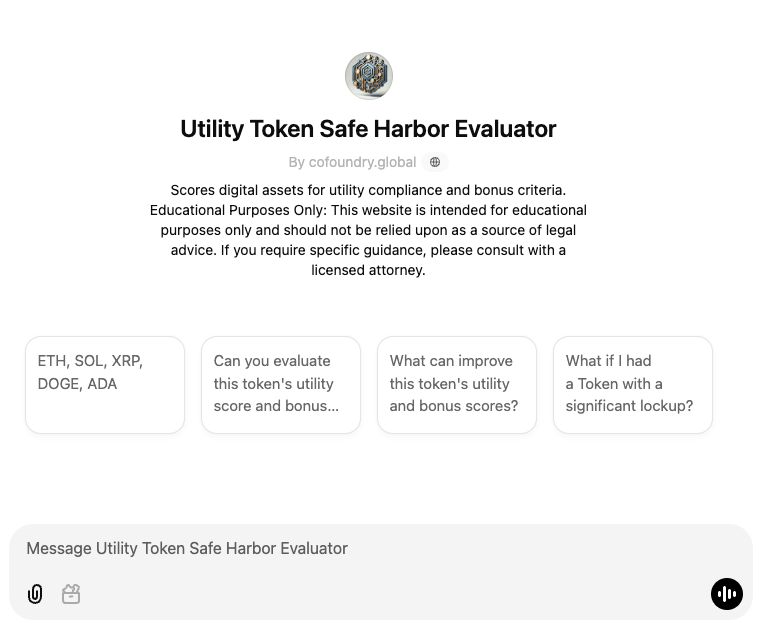 Utility Token Safe Harbor Evaluator
By cofoundry.global
Scores digital assets for utility compliance and bonus criteria.
Educational Purposes Only: This website is intended for educational
purposes only and should not be relied upon as a source of legal
advice. If you require specific guidance, please consult with a
licensed attorney.
ETH, SOL, XRP,
DOGE, ADA
Can you evaluate
this token's utility
score and bonus...
What can improve
this token's utility
and bonus scores?
What if I had
a Token with a
significant lockup?
Message Utility Token Safe Harbor Evaluator